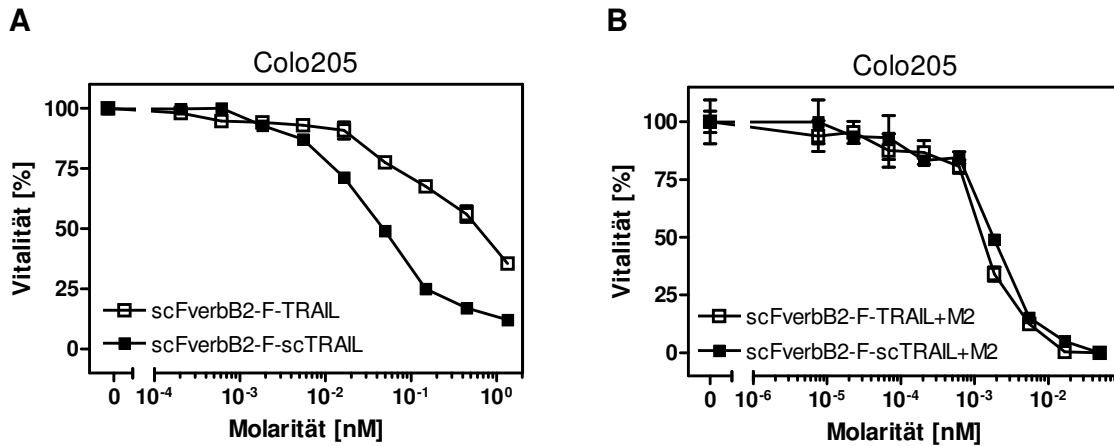 A
Colo205
Vitalität [%]
100
75
50
25
0
scFverbB2-F-TRAIL
scFverbB2-F-scTRAIL
0 10-4 10-3 10-2 10-1 100
Molarität [nM]
B
Colo205
Vitalität [%]
100
75
50
25
0
scFverbB2-F-TRAIL+M2
scFverbB2-F-scTRAIL+M2
0 10-6 10-5 10-4 10-3 10-2
Molarität [nM]